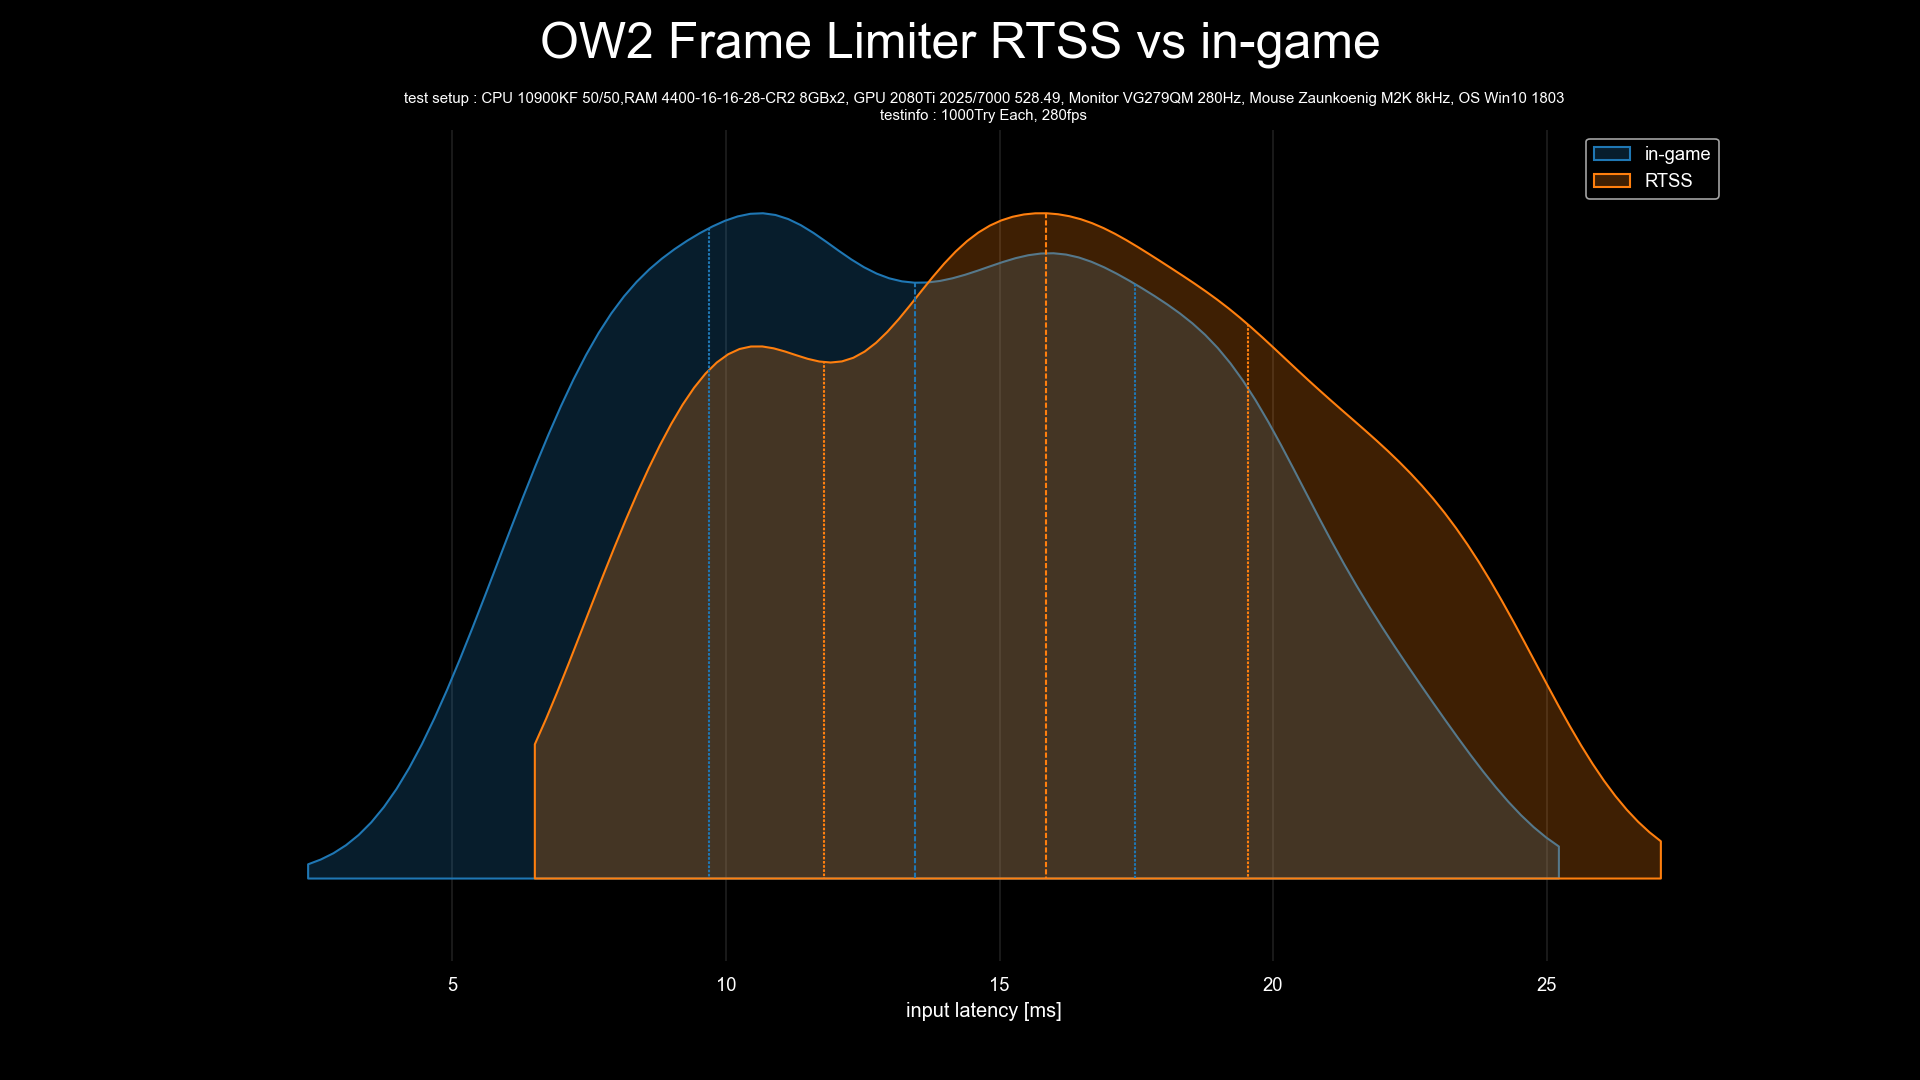 OW2 Frame Limiter RTSS vs in-game
test setup : CPU 10900KF 50/50,RAM 4400-16-16-28-CR2 8GBx2, GPU 2080Ti 2025/7000 528.49, Monitor VG279QM 280Hz, Mouse Zaunkoenig M2K 8kHz, OS Win10 1803
testinfo : 1000Try Each, 280fps
in-game
RTSS
5 10 15 20 25
input latency [ms]